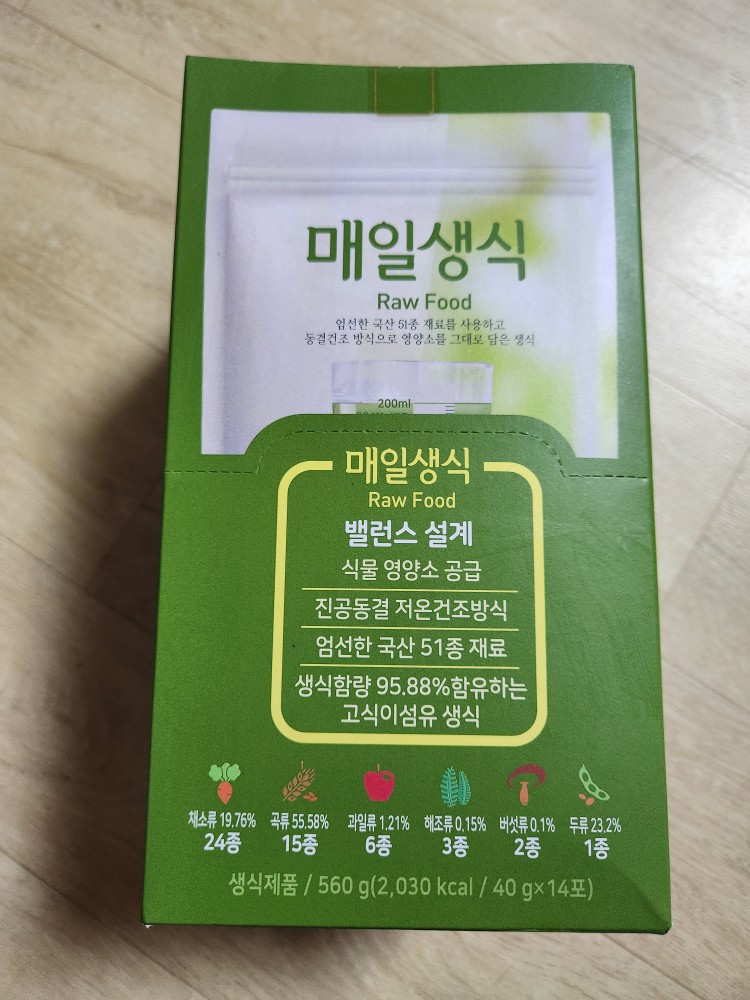 매일생식
Raw Food
엄선한 국산 51종 재료를 사용하고
동결건조 방식으로 영양소를 그대로 담은 생식
200ml
매일생식
Raw Food
밸런스 설계
식물 영양소 공급
진공동결 저온건조방식
엄선한 국산 51종 재료
생식함량 95.88%함유하는
고식이섬유 생식
채소류 19.76% 곡류 55.58% 과일류 1.21% 해조류 0.15% 버섯류 0.1% 두류 23.2%
24종 15종 6종 3종 2종 1종
생식제품 / 560 g(2,030 kcal / 40 g×14포)